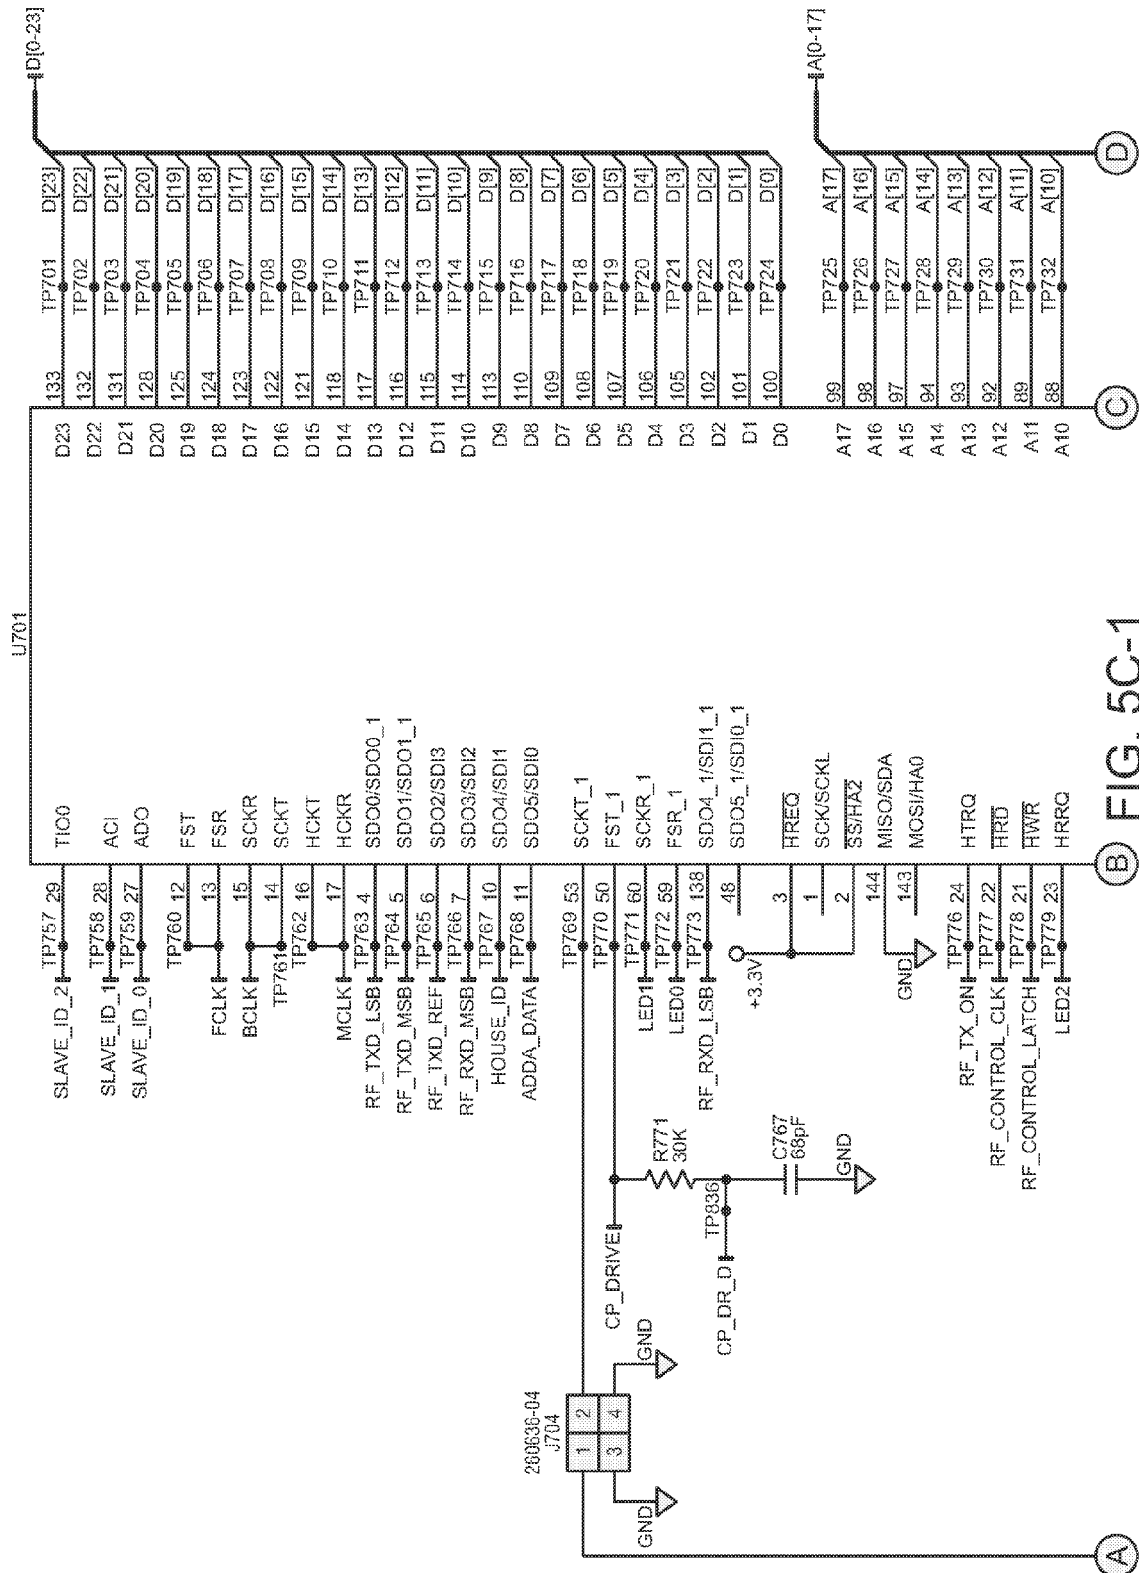 U701
SLAVE_ID_2 TP757 29 TIO0
SLAVE_ID_1 TP758 28 ACI
SLAVE_ID_0 TP759 27 ADO
TP760 12 FST
FCLK 13 FSR
BCLK 15 SCKR
TP761 14 SCKT
TP762 16 HCKT
MCLK 17 HCKR
RF_TXD_LSB TP763 4 SDO0/SDO0_1
RF_TXD_MSB TP764 5 SDO1/SDO1_1
RF_TXD_REF TP765 6 SDO2/SDI3
RF_RXD_MSB TP766 7 SDO3/SDI2
HOUSE_ID TP767 10 SDO4/SDI1
ADDA_DATA TP768 11 SDO5/SDI0
TP769 53 SCKT_1
TP770 50 FST_1
LED1 TP771 60 SCKR_1
LED0 TP772 59 FSR_1
RF_RXD_LSB TP773 138 SDO4_1/SDI1_1
48 SDO5_1/SDI0_1
+3.3V
3 HREQ
1 SCK/SCKL
2 SS/HA2
144 MISO/SDA
143 MOSI/HA0
GND
RF_TX_ON TP776 24 HTRQ
RF_CONTROL_CLK TP777 22 HRD
RF_CONTROL_LATCH TP778 21 HWR
LED2 TP779 23 HRRQ
260636-04
J704
1 2
3 4
GND
GND
CP_DRIVE
R771
30K
TP836
CP_DR_D
C767
68pF
GND
D[0-23]
D23 133 TP701 D[23]
D22 132 TP702 D[22]
D21 131 TP703 D[21]
D20 128 TP704 D[20]
D19 125 TP705 D[19]
D18 124 TP706 D[18]
D17 123 TP707 D[17]
D16 122 TP708 D[16]
D15 121 TP709 D[15]
D14 118 TP710 D[14]
D13 117 TP711 D[13]
D12 116 TP712 D[12]
D11 115 TP713 D[11]
D10 114 TP714 D[10]
D9 113 TP715 D[9]
D8 110 TP716 D[8]
D7 109 TP717 D[7]
D6 108 TP718 D[6]
D5 107 TP719 D[5]
D4 106 TP720 D[4]
D3 105 TP721 D[3]
D2 102 TP722 D[2]
D1 101 TP723 D[1]
D0 100 TP724 D[0]
A[0-17]
A17 99 TP725 A[17]
A16 98 TP726 A[16]
A15 97 TP727 A[15]
A14 94 TP728 A[14]
A13 93 TP729 A[13]
A12 92 TP730 A[12]
A11 89 TP731 A[11]
A10 88 TP732 A[10]
A
B
C
D
FIG. 5C-1